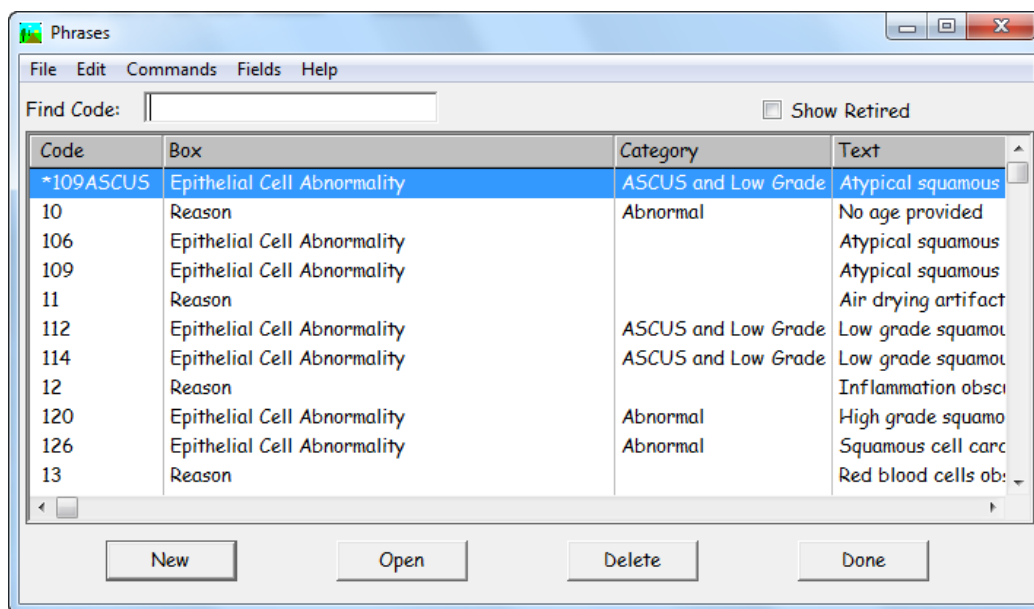 Phrases
File Edit Commands Fields Help
Find Code: Show Retired
Code Box Category Text
*109ASCUS Epithelial Cell Abnormality ASCUS and Low Grade Atypical squamous
10 Reason Abnormal No age provided
106 Epithelial Cell Abnormality Atypical squamous
109 Epithelial Cell Abnormality Atypical squamous
11 Reason Air drying artifact
112 Epithelial Cell Abnormality ASCUS and Low Grade Low grade squamou
114 Epithelial Cell Abnormality ASCUS and Low Grade Low grade squamou
12 Reason Inflammation obscu
120 Epithelial Cell Abnormality Abnormal High grade squamo
126 Epithelial Cell Abnormality Abnormal Squamous cell carc
13 Reason Red blood cells obs
New Open Delete Done